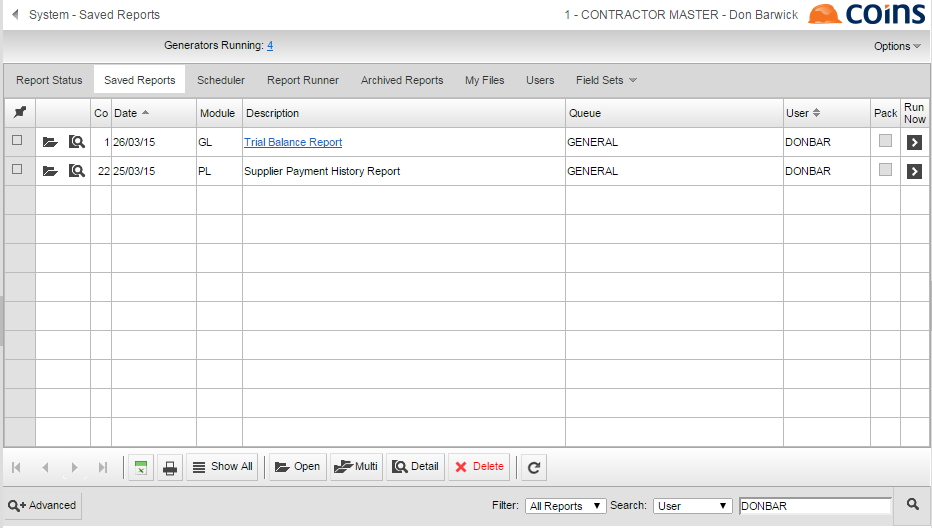 System - Saved Reports
1 - CONTRACTOR MASTER - Don Barwick
coins
Generators Running: 4
Options
Report Status Saved Reports Scheduler Report Runner Archived Reports My Files Users Field Sets
Co Date Module Description Queue User Pack Run Now
1 26/03/15 GL Trial Balance Report GENERAL DONBAR
22 25/03/15 PL Supplier Payment History Report GENERAL DONBAR
Show All Open Multi Detail Delete
Advanced Filter: All Reports Search: User DONBAR